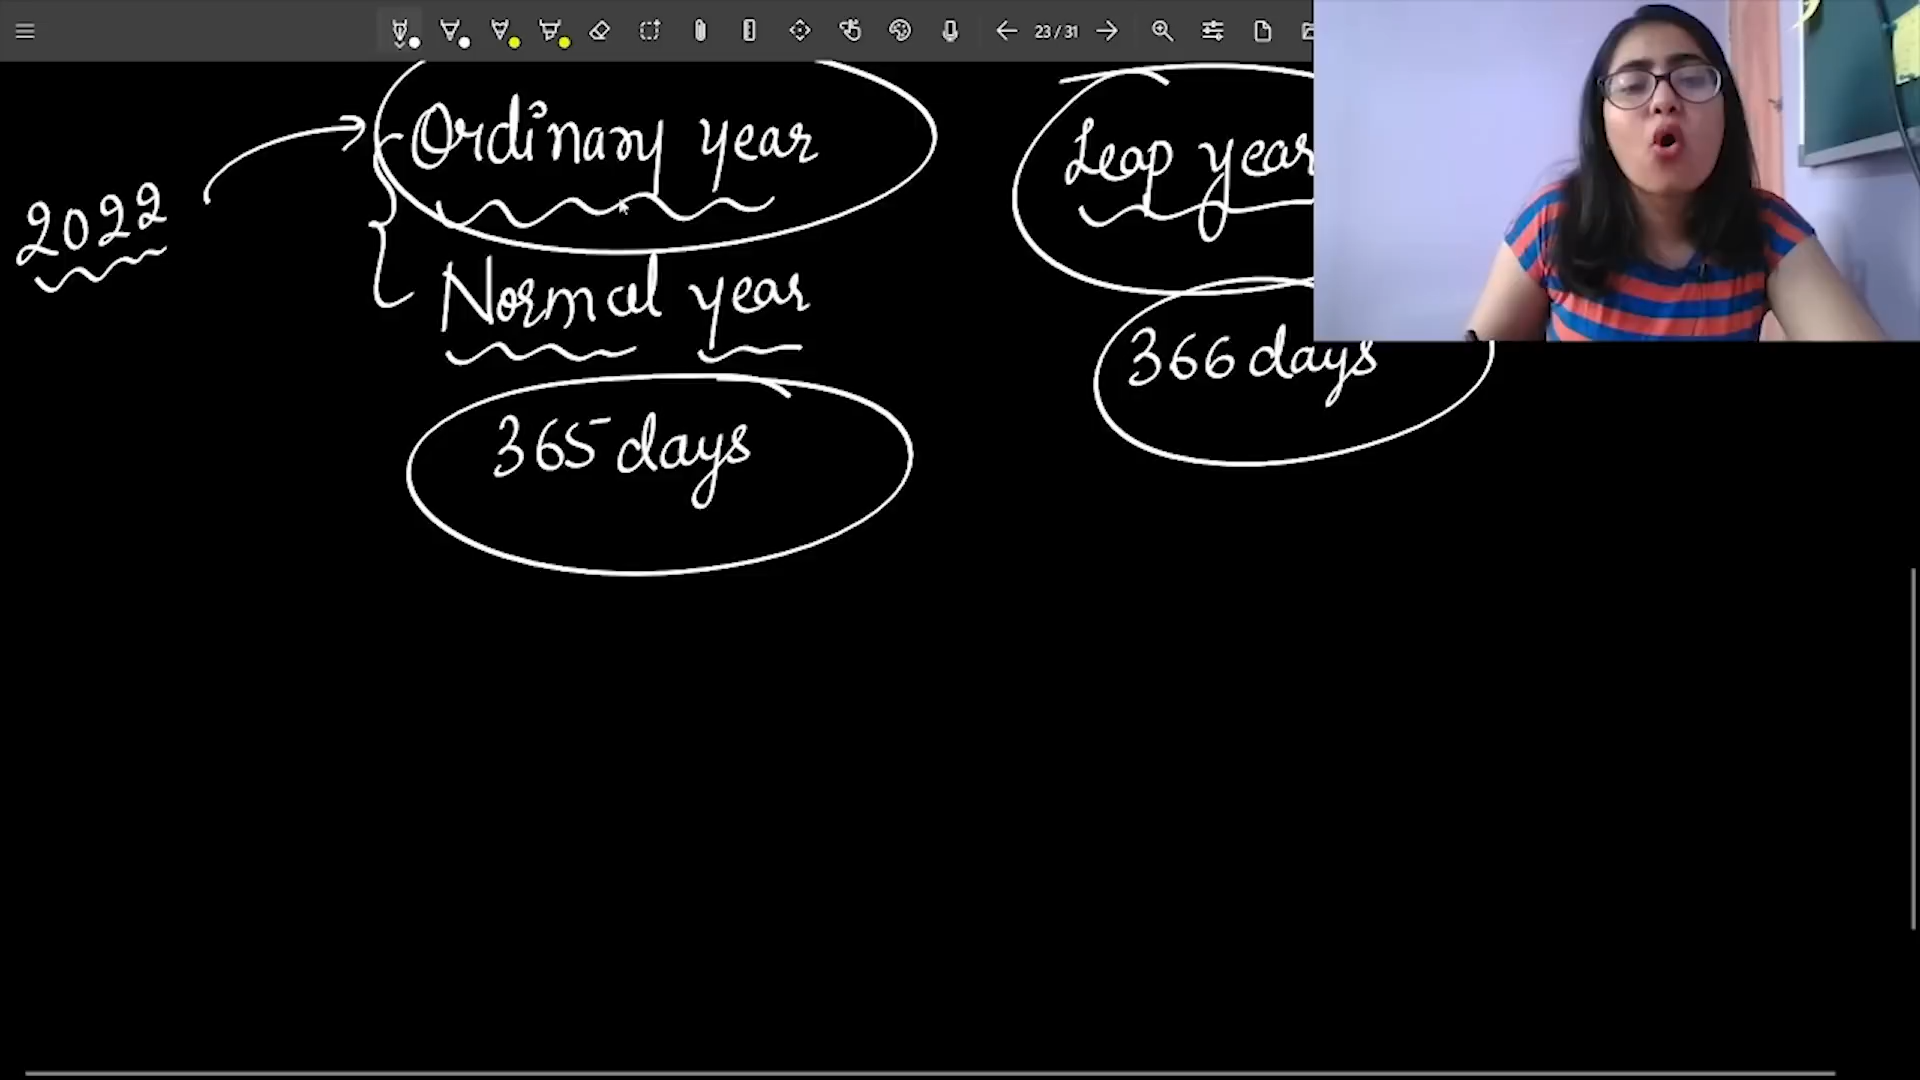 23 / 31
Ordinary year
Leap year
2022
Normal year
366 days
365 days